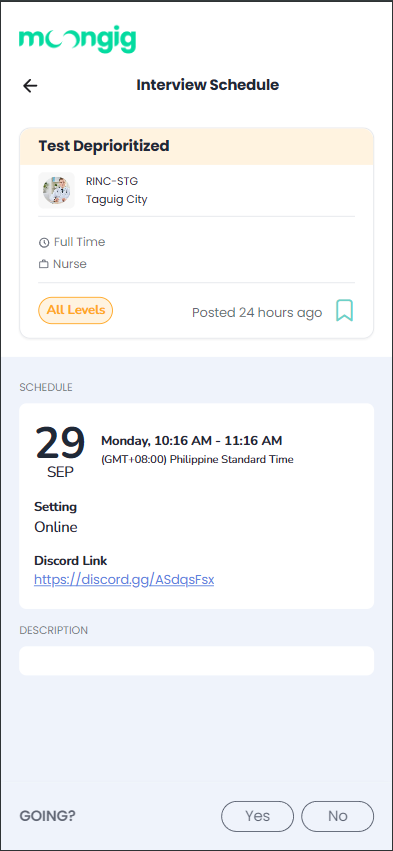 moongig
Interview Schedule
Test Deprioritized
RINC-STG
Taguig City
Full Time
Nurse
All Levels
Posted 24 hours ago
SCHEDULE
29
SEP
Monday, 10:16 AM - 11:16 AM
(GMT+08:00) Philippine Standard Time
Setting
Online
Discord Link
https://discord.gg/ASdqsFsx
DESCRIPTION
GOING?
Yes
No